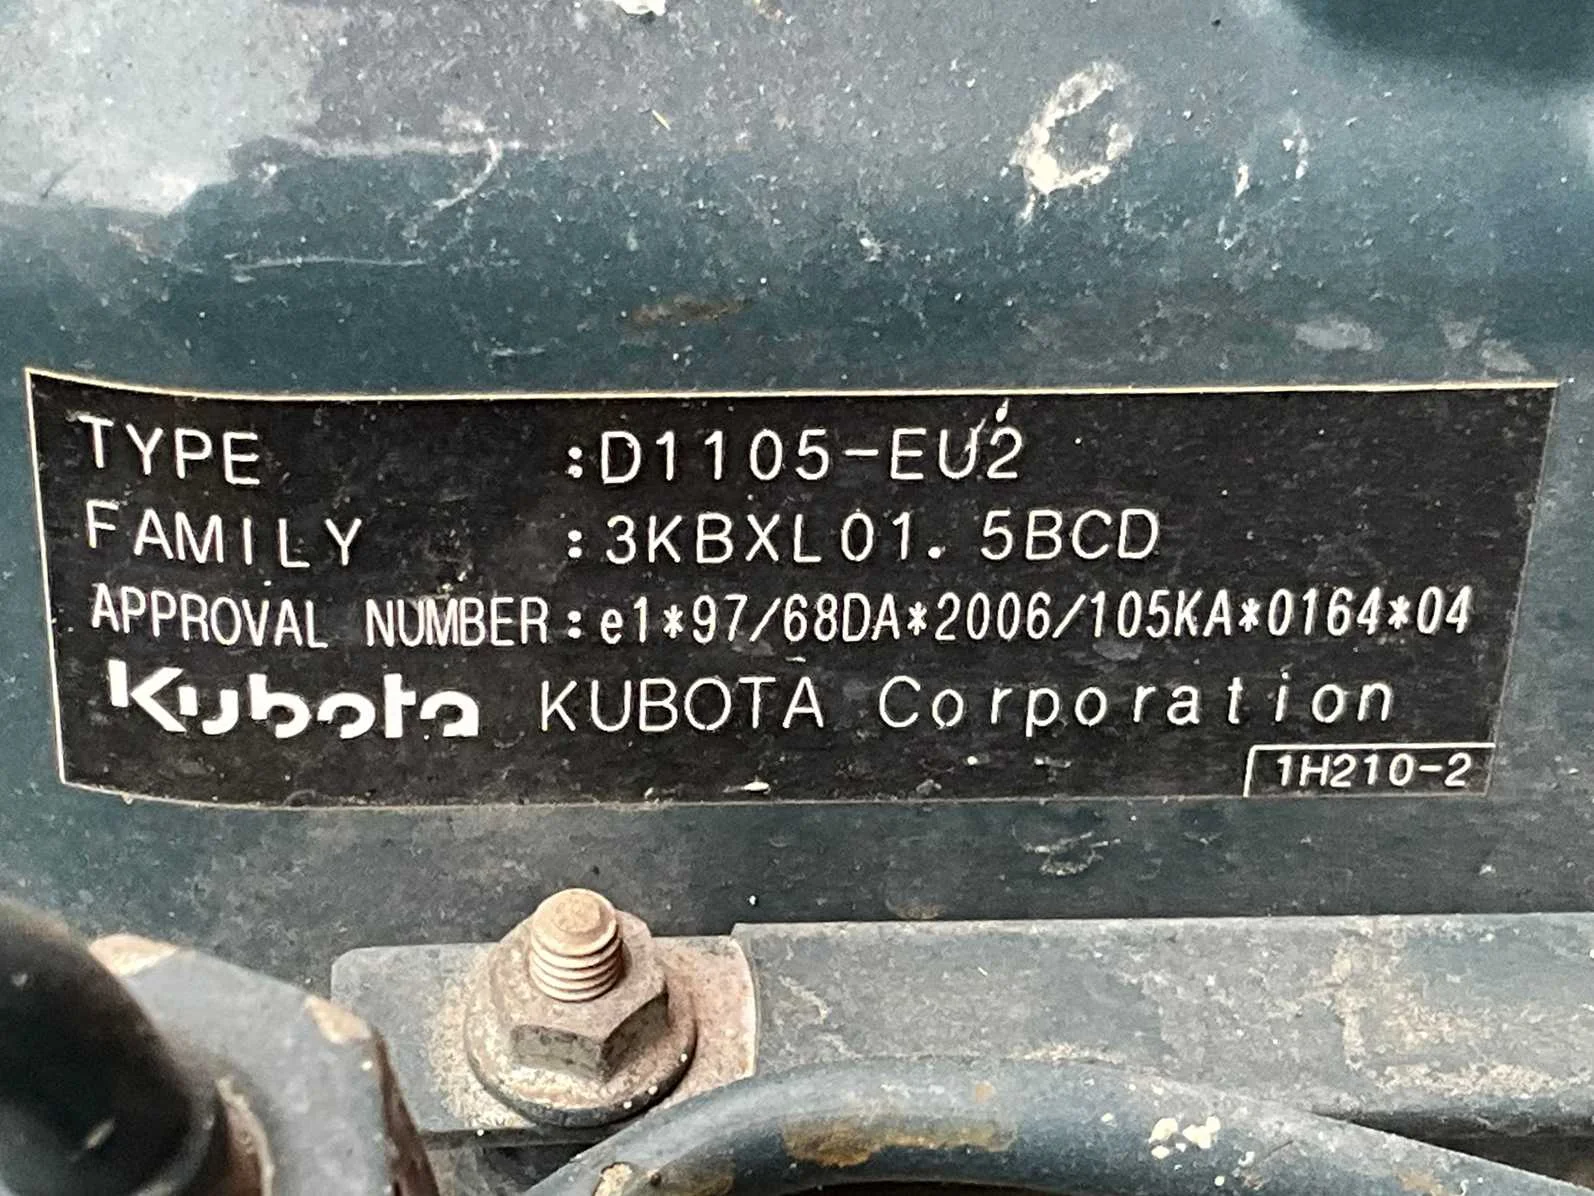 TYPE :D1105-EU2
FAMILY :3KBXL01.5BCD
APPROVAL NUMBER:e1*97/68DA*2006/105KA*0164*04
Kubota KUBOTA Corporation
1H210-2